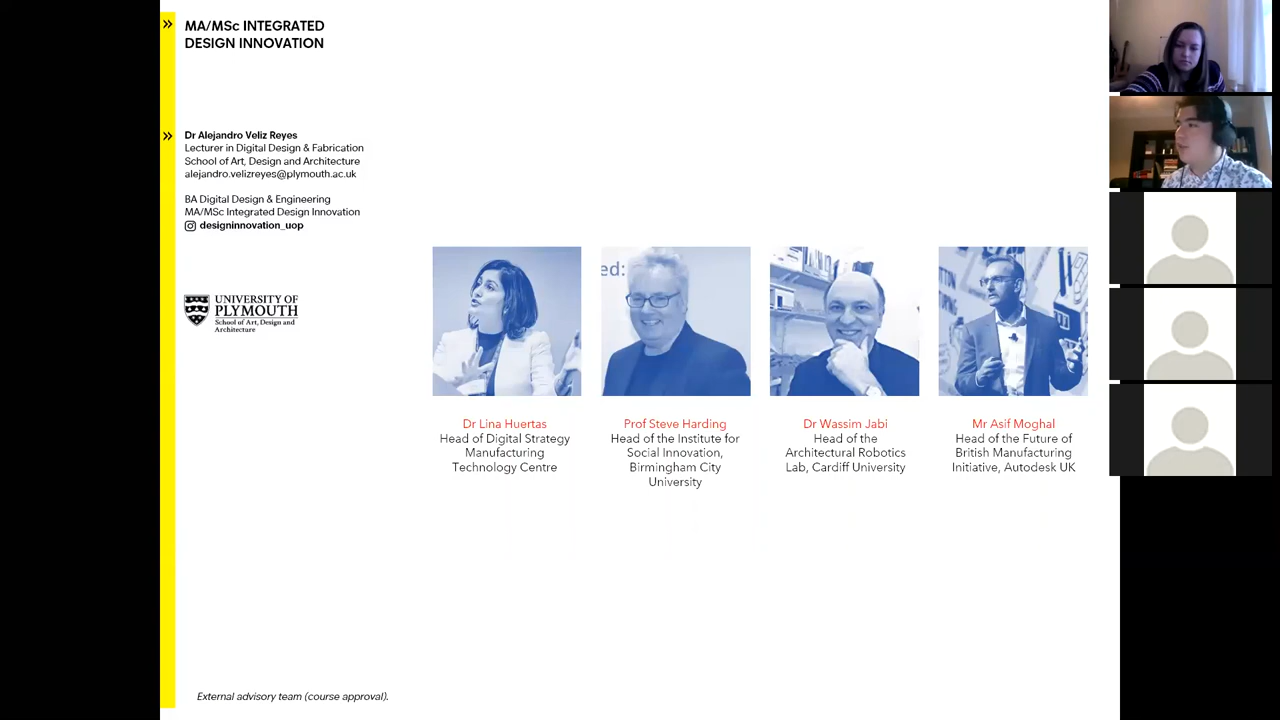 »
MA/MSc INTEGRATED
DESIGN INNOVATION
»
Dr Alejandro Veliz Reyes
Lecturer in Digital Design & Fabrication
School of Art, Design and Architecture
alejandro.velizreyes@plymouth.ac.uk
BA Digital Design & Engineering
MA/MSc Integrated Design Innovation
designinnovation_uop
UNIVERSITY OF
PLYMOUTH
School of Art, Design and
Architecture
ed:
Dr Lina Huertas
Head of Digital Strategy
Manufacturing
Technology Centre
Prof Steve Harding
Head of the Institute for
Social Innovation,
Birmingham City
University
Dr Wassim Jabi
Head of the
Architectural Robotics
Lab, Cardiff University
Mr Asif Moghal
Head of the Future of
British Manufacturing
Initiative, Autodesk UK
External advisory team (course approval).